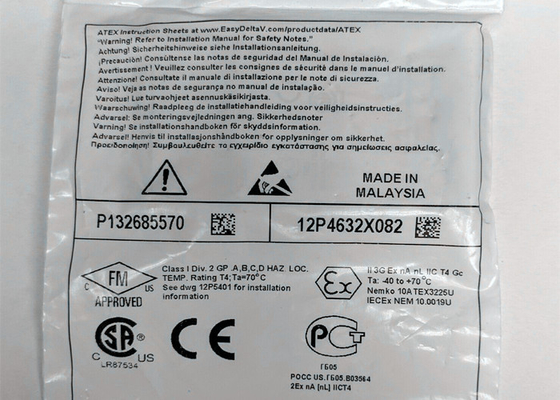 ATEX Instruction Sheets at www.EasyDeltaV.com/productdata/ATEX
"Warning! Refer to Installation Manual for Safety Notes."
Achtung! Sicherheitshinweise siehe Installationsanleitung.
¡Precaución! Consúltense las notas de seguridad del Manual de Instalación.
Avertissement ! Veuillez consulter les consignes de sécurité dans le manuel d'installation.
Attenzione! Consultate il manuale di installazione per le note di sicurezza.
Aviso! Veja as notas de segurança no manual de instalação.
Varoitus! Lue turvaohjeet asennuskäsikirjasta.
Waarschuwing! Raadpleeg de installatiehandleiding voor veiligheidsinstructies.
Advarsel: Se monteringsvejledningen ang. Sikkerhedsnoter
Varning! Se installationshandboken för skyddsinformation.
Advarsel! Henvis til installasjonshåndboken for opplysninger om sikkerhet.
Προειδοποίηση! Συμβουλευθείτε το εγχειρίδιο εγκατάστασης για σημειώσεις ασφαλείας.
MADE IN
MALAYSIA
P132685570
12P4632X082
FM
C US
APPROVED
Class I Div. 2 GP .A,B,C,D HAZ. LOC.
TEMP. Rating T4;Ta=70°C
See dwg 12P5401 for installation
information
Ex
II 3G Ex nA nL IIC T4 Gc
Ta: -40 to +70°C
Nemko 10ATEX3225U
IECEx NEM 10.0019U
SA
C US
LR87534
CE
РСТ
ГБ05
РОСС US.ГБ05.В03564
2Ex nA [nL] IICT4